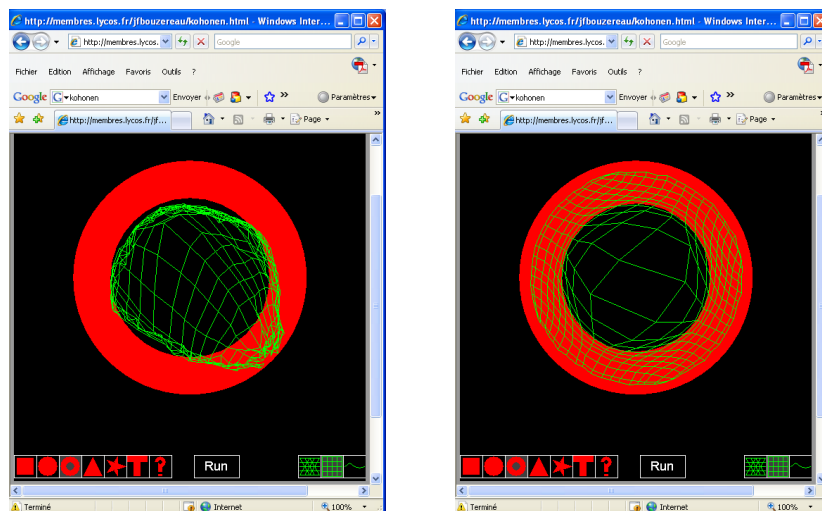 http://membres.lycos.fr/jfbouzereau/kohonen.html - Windows Inter...
http://membres.lycos.
Google
Fichier Edition Affichage Favoris Outils ?
Google kohonen Envoyer Paramètres
http://membres.lycos.fr/jf... Page
?
Run
Terminé Internet 100%
http://membres.lycos.fr/jfbouzereau/kohonen.html - Windows Inter...
http://membres.lycos.
Google
Fichier Edition Affichage Favoris Outils ?
Google kohonen Envoyer Paramètres
http://membres.lycos.fr/jf... Page
?
Run
Terminé Internet 100%